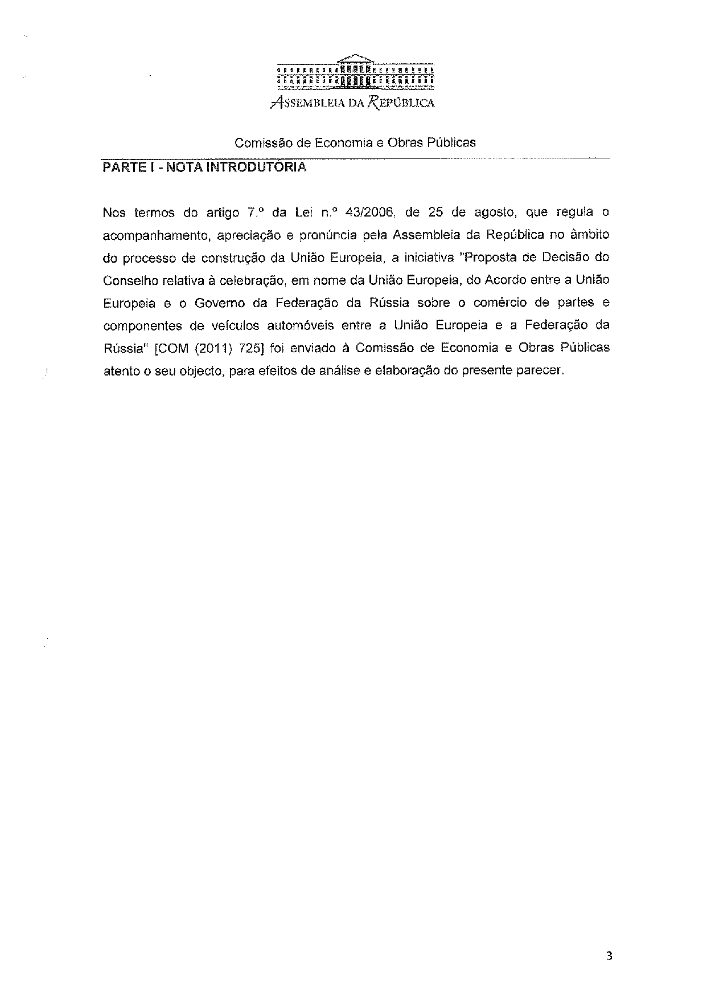 ASSEMBLEIA DA REPÚBLICA
Comissão de Economia e Obras Públicas
PARTE I - NOTA INTRODUTÓRIA
Nos termos do artigo 7.º da Lei n.º 43/2006, de 25 de agosto, que regula o
acompanhamento, apreciação e pronúncia pela Assembleia da República no âmbito
do processo de construção da União Europeia, a iniciativa "Proposta de Decisão do
Conselho relativa à celebração, em nome da União Europeia, do Acordo entre a União
Europeia e o Governo da Federação da Rússia sobre o comércio de partes e
componentes de veículos automóveis entre a União Europeia e a Federação da
Rússia" [COM (2011) 725] foi enviado à Comissão de Economia e Obras Públicas
atento o seu objecto, para efeitos de análise e elaboração do presente parecer.
3